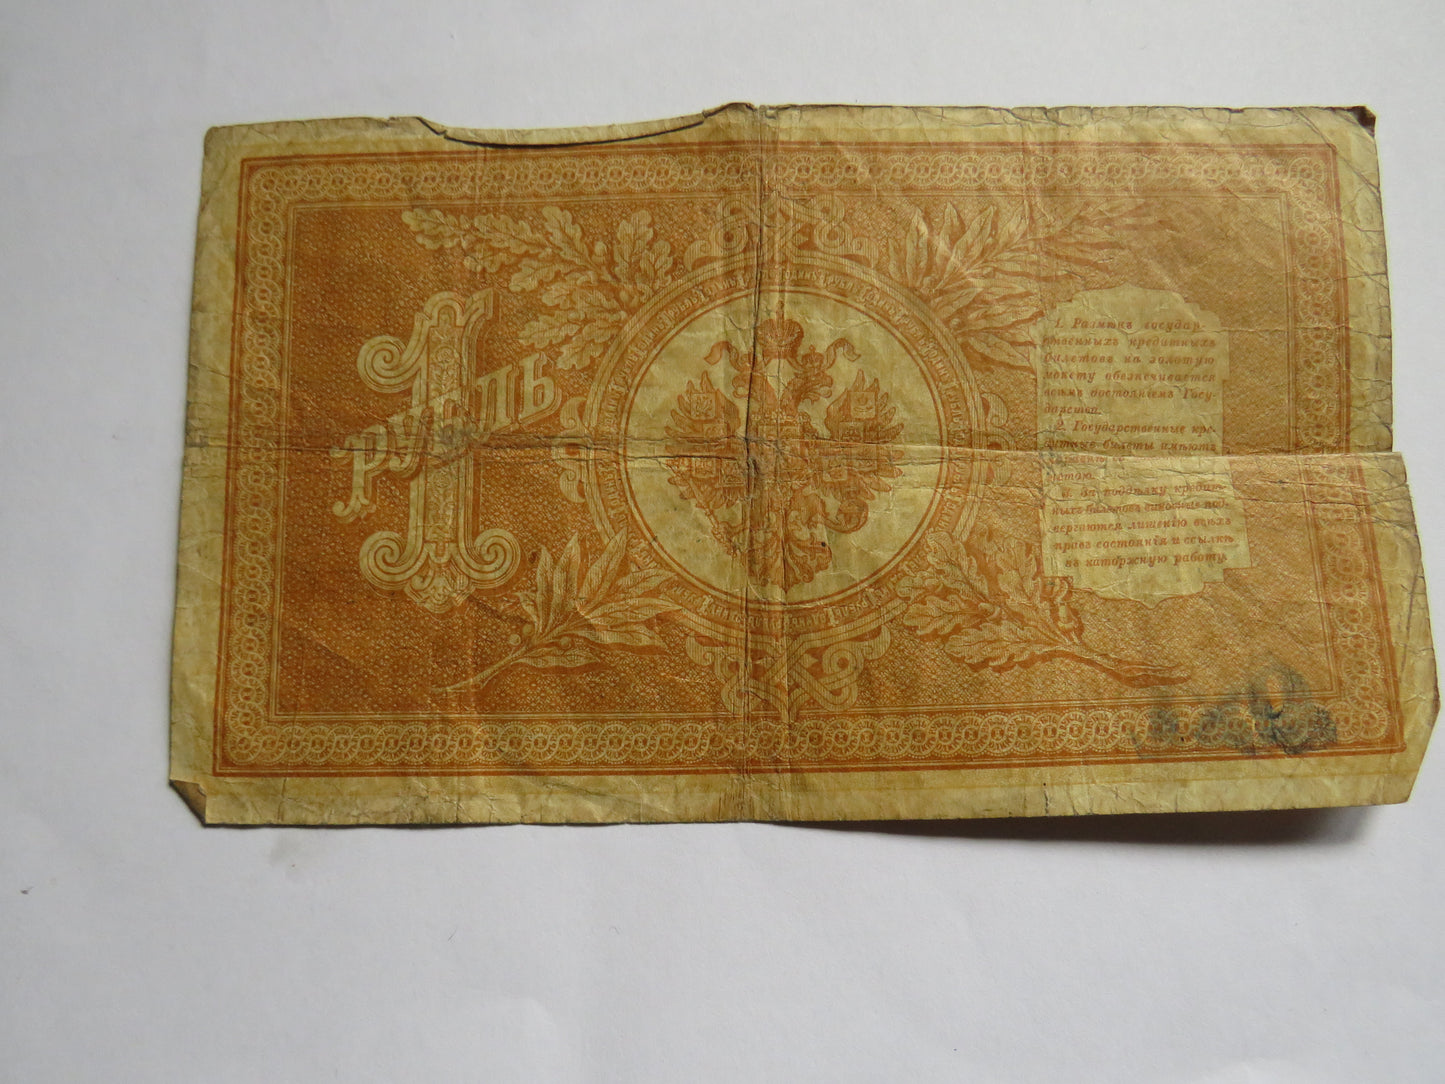 1
РУБЛЬ
1. Размѣнъ государ-
ственныхъ кредитныхъ
билетовъ на золотую
монету обезпечивается
всѣмъ достояніемъ Госу-
дарства.
2. Государственные кре-
дитные билеты имѣютъ
нетою.
3. За поддѣлку кредит-
ныхъ билетовъ виновные под-
вергаются лишенію всѣхъ
правъ состоянія и ссылкѣ
въ каторжную работу.